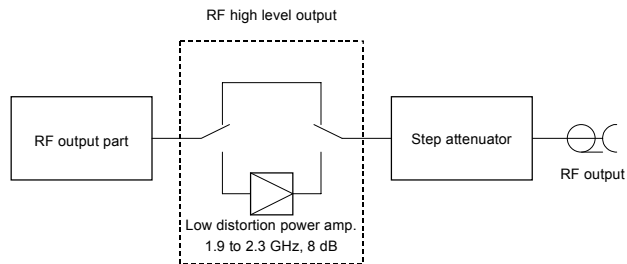 RF high level output
RF output part
Step attenuator
RF output
Low distortion power amp.
1.9 to 2.3 GHz, 8 dB